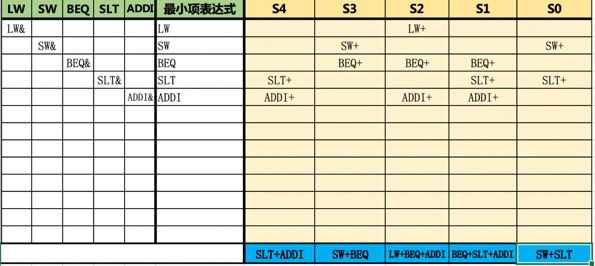 LW SW BEQ SLT ADDI 最小项表达式 S4 S3 S2 S1 S0
LW& LW LW+
SW& SW SW+ SW+
BEQ& BEQ BEQ+ BEQ+ BEQ+
SLT& SLT SLT+ SLT+ SLT+
ADDI& ADDI ADDI+ ADDI+ ADDI+
SLT+ADDI SW+BEQ LW+BEQ+ADDI BEQ+SLT+ADDI SW+SLT